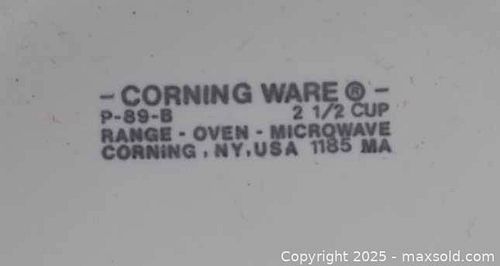 - CORNING WARE ® -
P-89-B 2 1/2 CUP
RANGE - OVEN - MICROWAVE
CORNING , NY, USA 1185 MA
Copyright © 2025 - maxsold.com